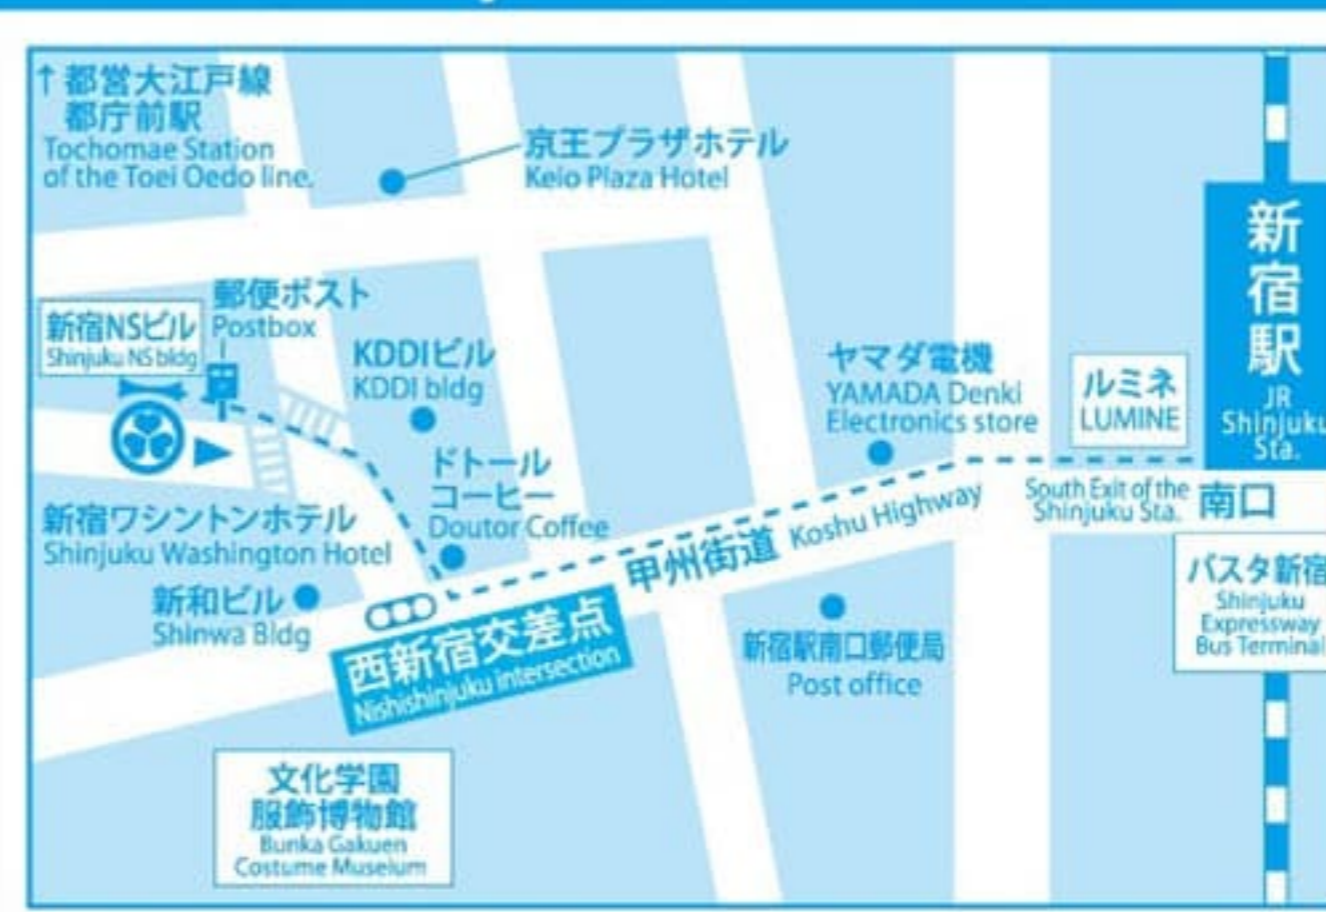 ↑都営大江戸線
都庁前駅
Tochomae Station
of the Toei Oedo line.
京王プラザホテル
Keio Plaza Hotel
新宿NSビル
Shinjuku NS bldg
郵便ポスト
Postbox
KDDIビル
KDDI bldg
ドトール
コーヒー
Doutor Coffee
新宿ワシントンホテル
Shinjuku Washington Hotel
新和ビル
Shinwa Bldg
西新宿交差点
Nishishinjuku intersection
文化学園
服飾博物館
Bunka Gakuen
Costume Museium
ヤマダ電機
YAMADA Denki
Electronics store
甲州街道 Koshu Highway
新宿駅南口郵便局
Post office
ルミネ
LUMINE
新宿駅
JR
Shinjuku
Sta.
South Exit of the
Shinjuku Sta.
南口
バスタ新宿
Shinjuku
Expressway
Bus Terminal